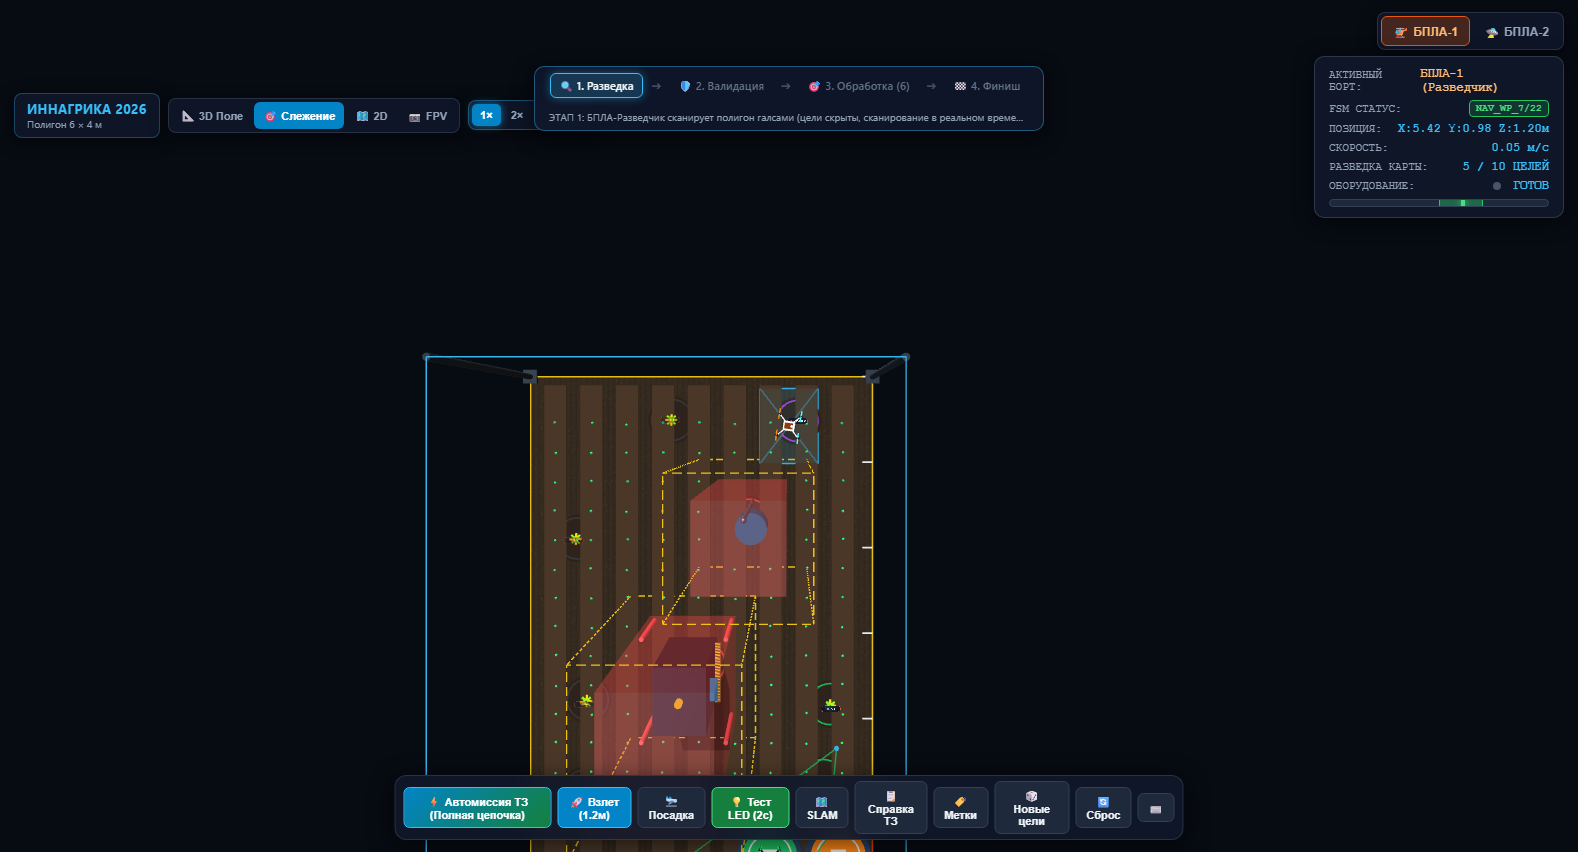 БПЛА-1
БПЛА-2
ИННАГРИКА 2026
Полигон 6 × 4 м
3D Поле
Слежение
2D
FPV
1×
2×
1. Разведка
→
2. Валидация
→
3. Обработка (6)
→
4. Финиш
ЭТАП 1: БПЛА-Разведчик сканирует полигон галсами (цели скрыты, сканирование в реальном време...
АКТИВНЫЙ БОРТ:
БПЛА-1 (Разведчик)
FSM СТАТУС:
NAV_WP_7/22
ПОЗИЦИЯ:
X:5.42 Y:0.98 Z:1.20м
СКОРОСТЬ:
0.05 м/с
РАЗВЕДКА КАРТЫ:
5 / 10 ЦЕЛЕЙ
ОБОРУДОВАНИЕ:
ГОТОВ
Автомиссия ТЗ
(Полная цепочка)
Взлет
(1.2м)
Посадка
Тест
LED (2с)
SLAM
Справка
ТЗ
Метки
Новые
цели
Сброс